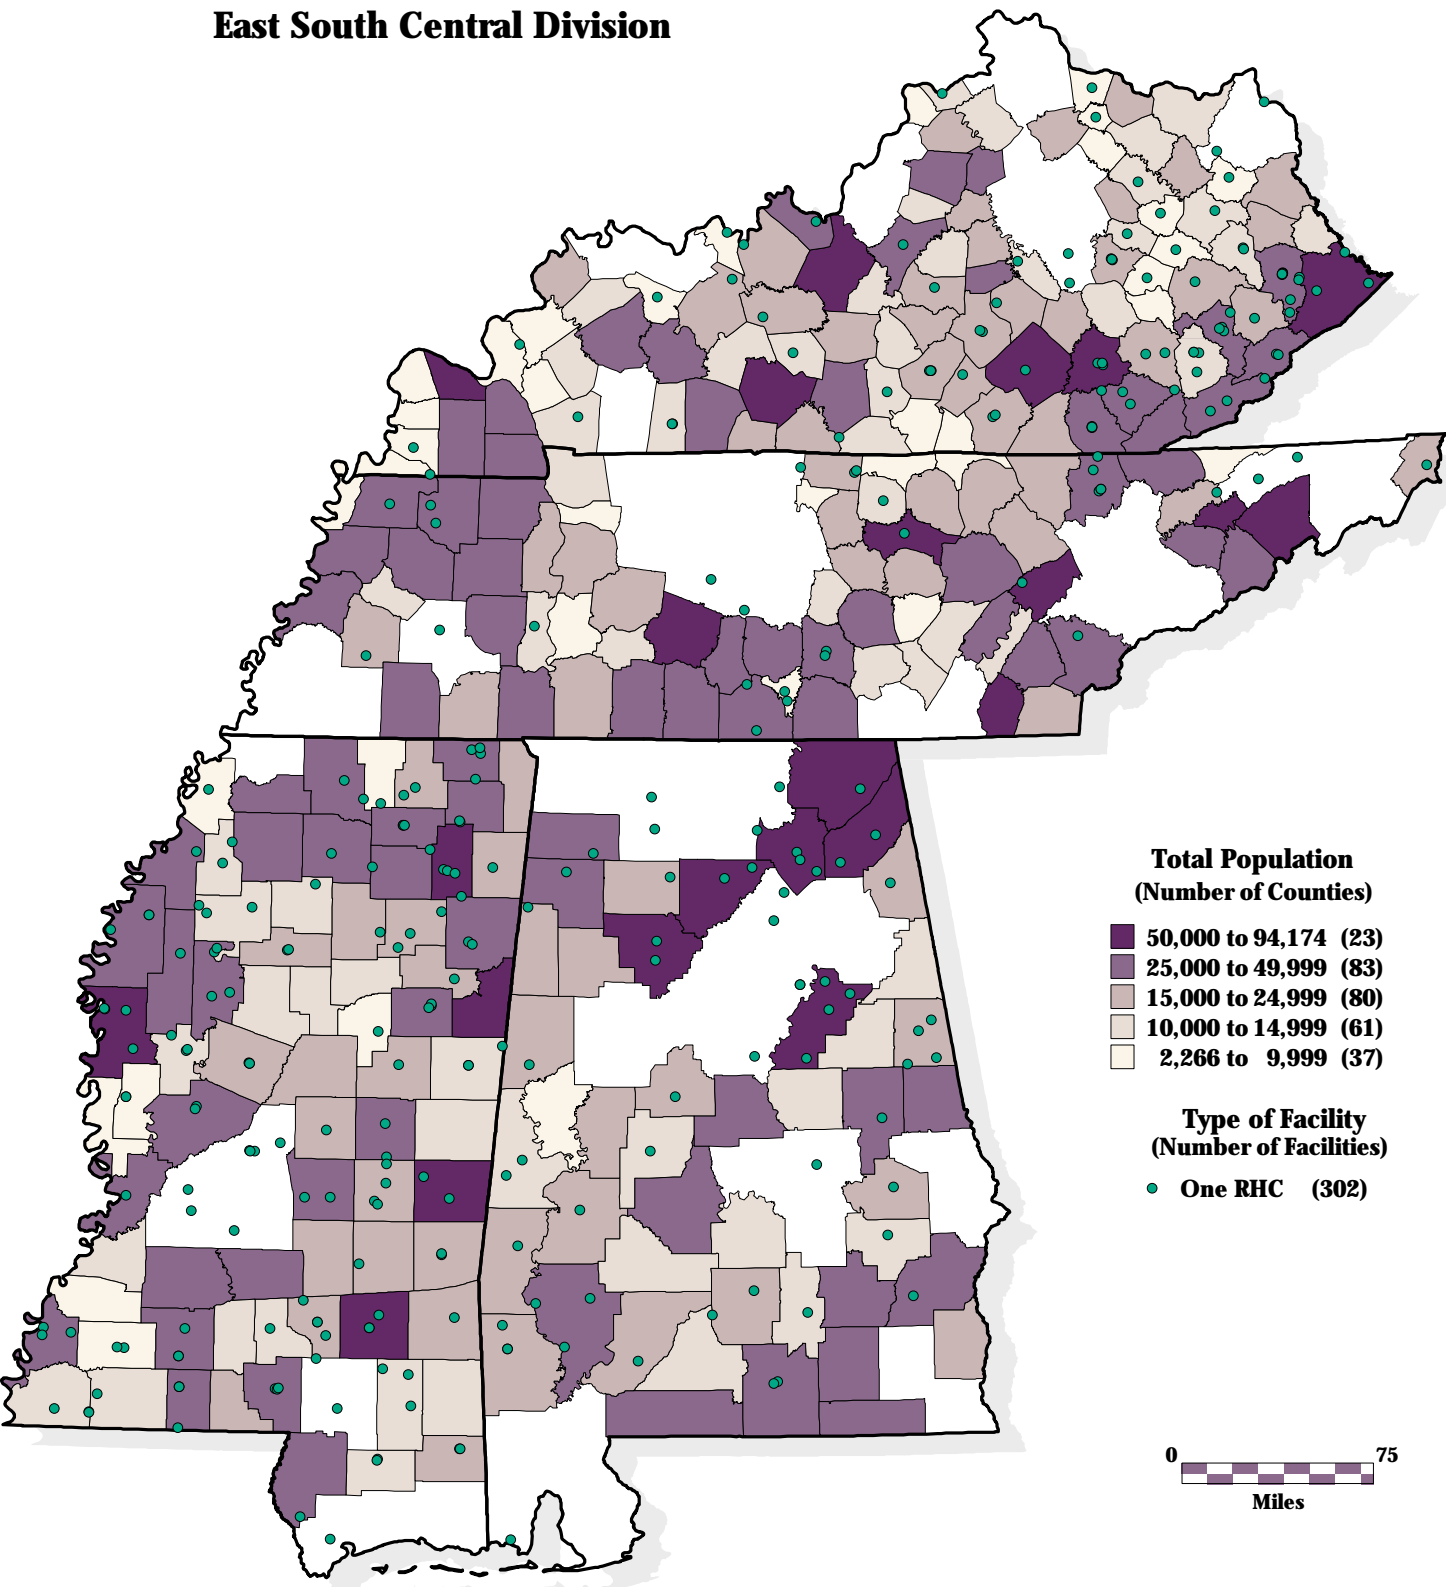 East South Central Division
Total Population
(Number of Counties)
50,000 to 94,174 (23)
25,000 to 49,999 (83)
15,000 to 24,999 (80)
10,000 to 14,999 (61)
2,266 to 9,999 (37)
Type of Facility
(Number of Facilities)
One RHC (302)
0 75
Miles